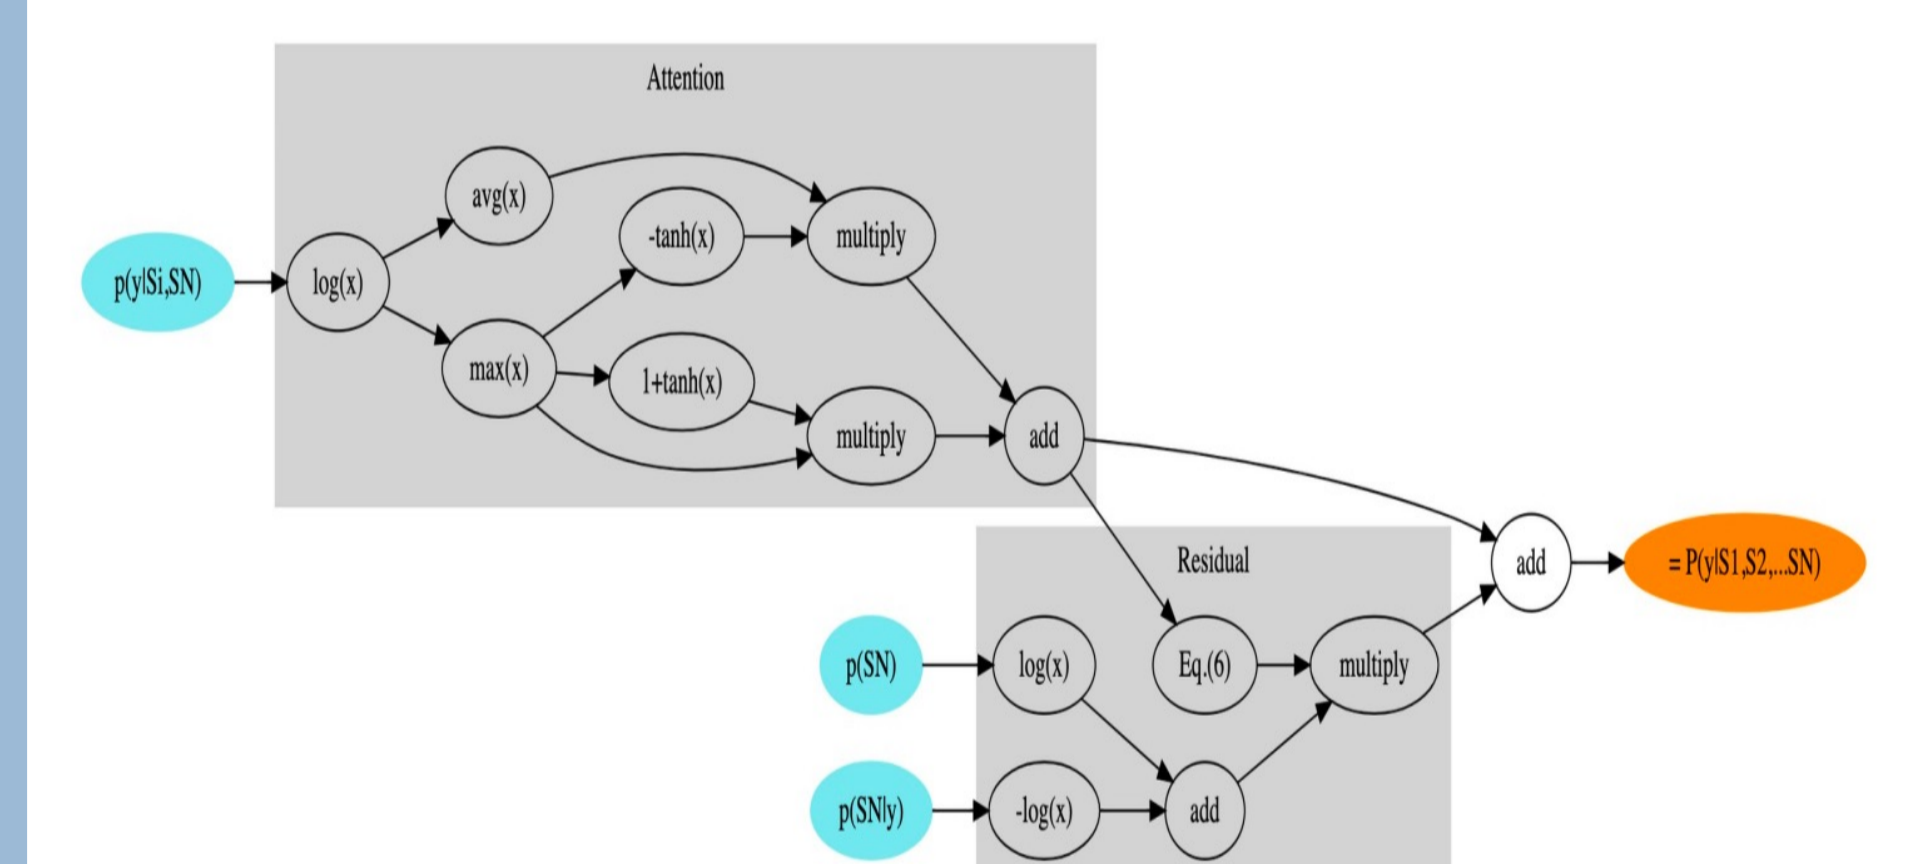 Attention
avg(x)
-tanh(x)
multiply
p(y|Si,SN)
log(x)
max(x)
1+tanh(x)
multiply
add
Residual
add
= P(y|S1,S2,...SN)
p(SN)
log(x)
Eq.(6)
multiply
p(SN|y)
-log(x)
add